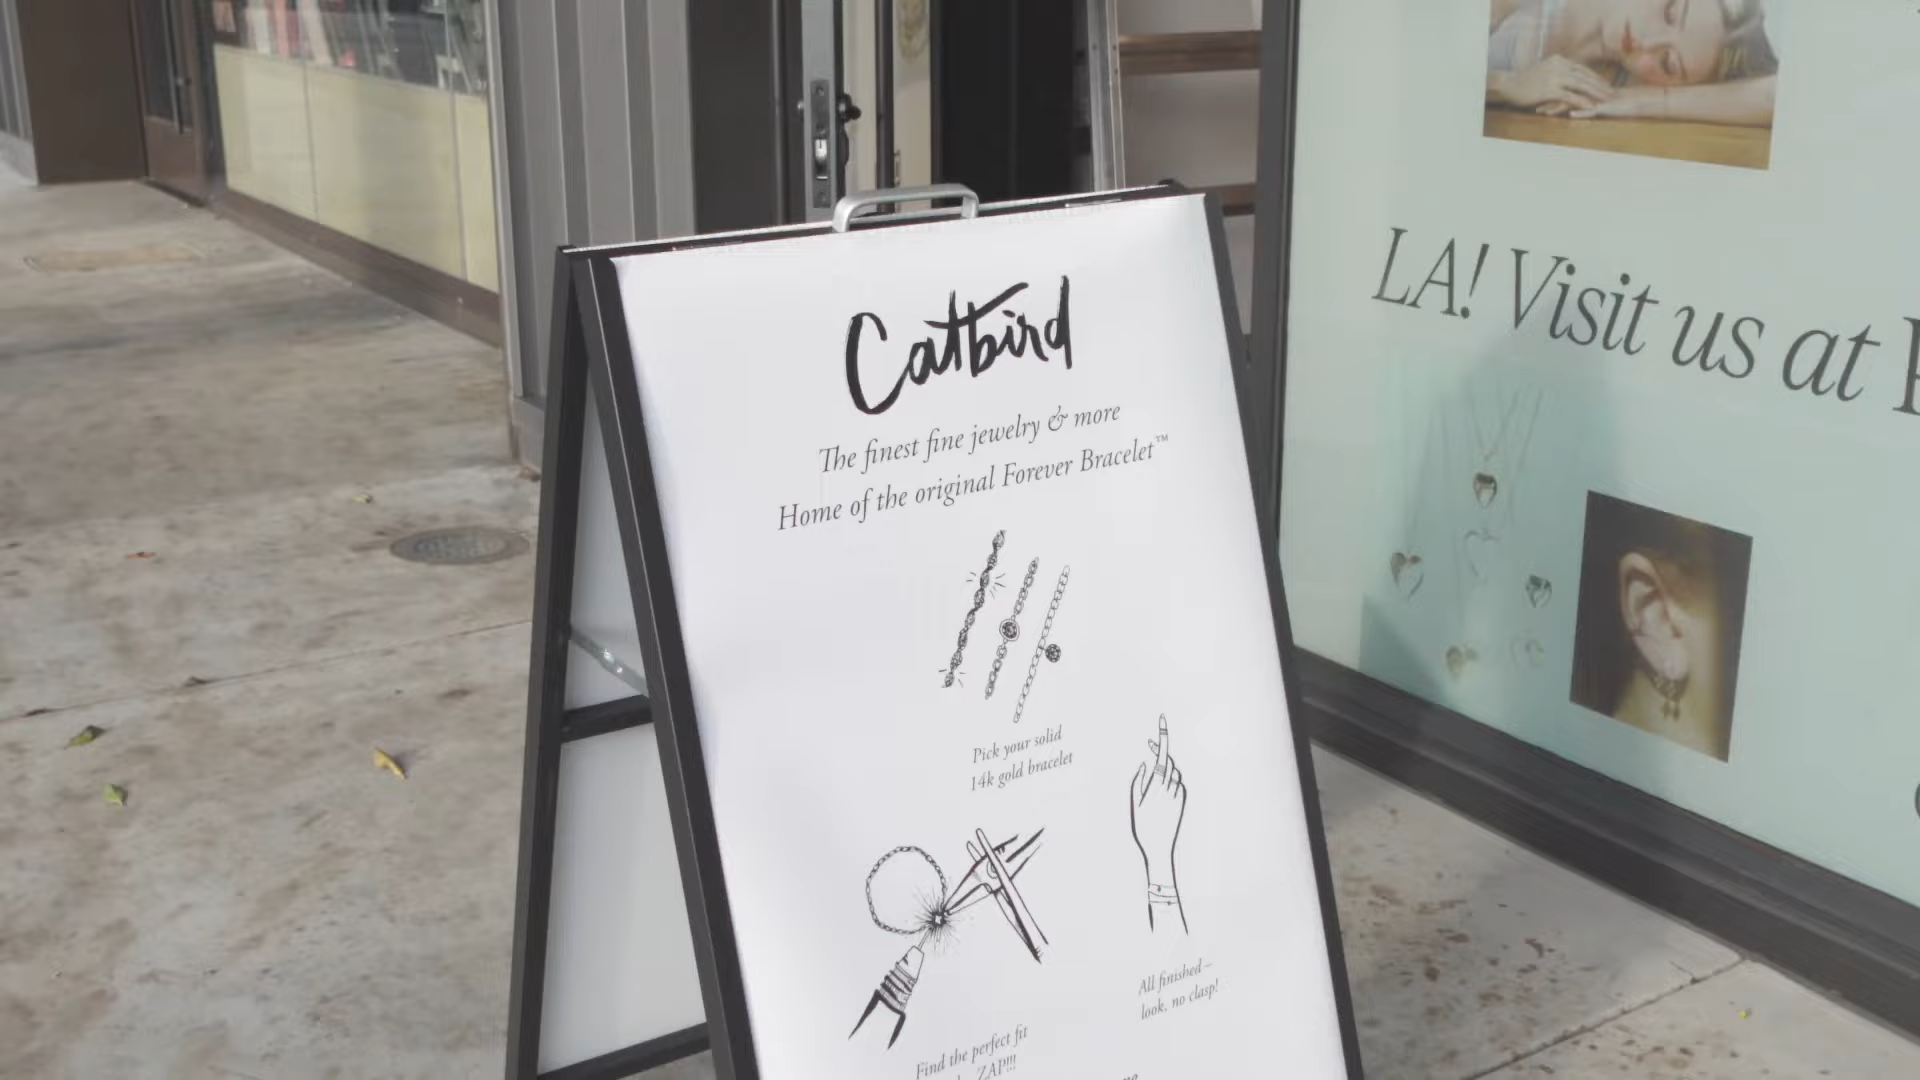 Catbird
The finest fine jewelry & more
Home of the original Forever Bracelet™
Pick your solid
14k gold bracelet
All finished –
look, no clasp!
Find the perfect fit
ZAP!!!
LA! Visit us at